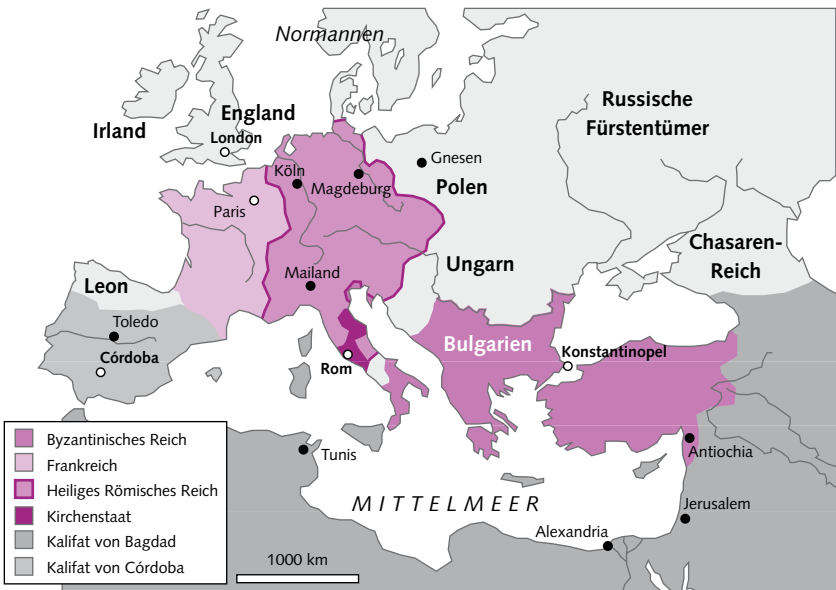 Normannen
Irland
England
London
Russische
Fürstentümer
Gnesen
Köln
Magdeburg
Polen
Paris
Chasaren-
Reich
Ungarn
Mailand
Leon
Toledo
Bulgarien
Konstantinopel
Córdoba
Rom
Byzantinisches Reich
Frankreich
Heiliges Römisches Reich
Kirchenstaat
Kalifat von Bagdad
Kalifat von Córdoba
Tunis
Antiochia
MITTELMEER
Jerusalem
Alexandria
1000 km